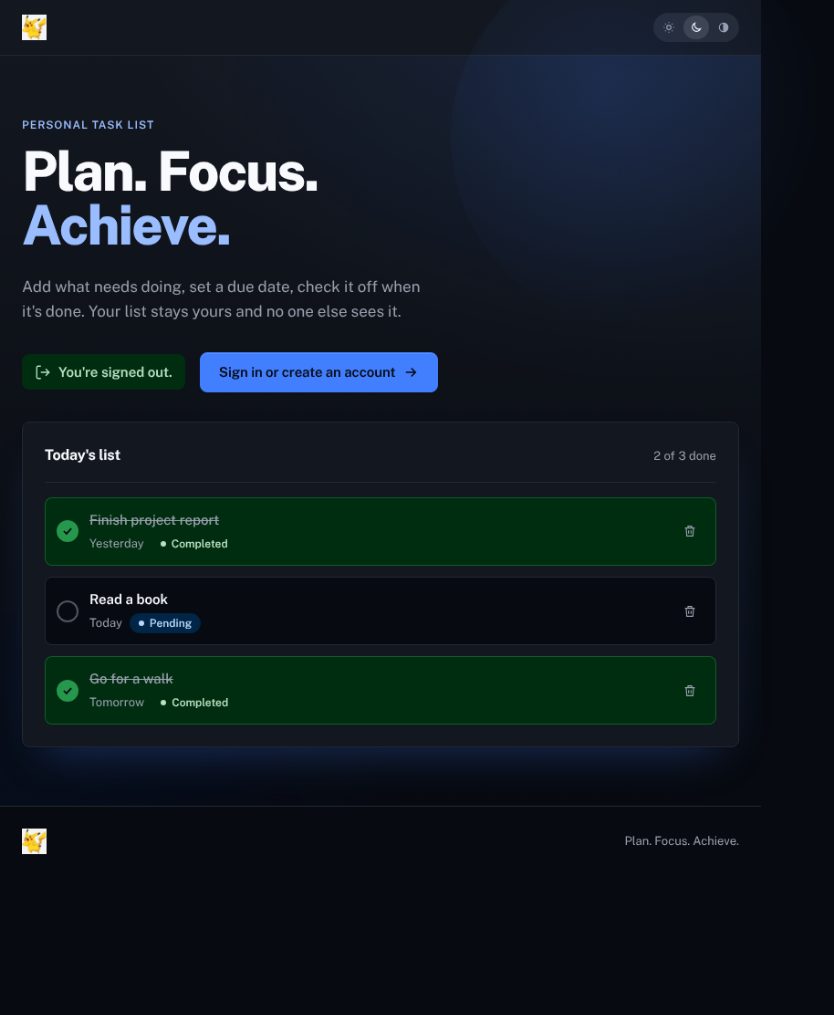 PERSONAL TASK LIST
Plan. Focus.
Achieve.
Add what needs doing, set a due date, check it off when
it's done. Your list stays yours and no one else sees it.
You're signed out.
Sign in or create an account
Today's list
2 of 3 done
Finish project report
Yesterday
Completed
Read a book
Today
Pending
Go for a walk
Tomorrow
Completed
Plan. Focus. Achieve.